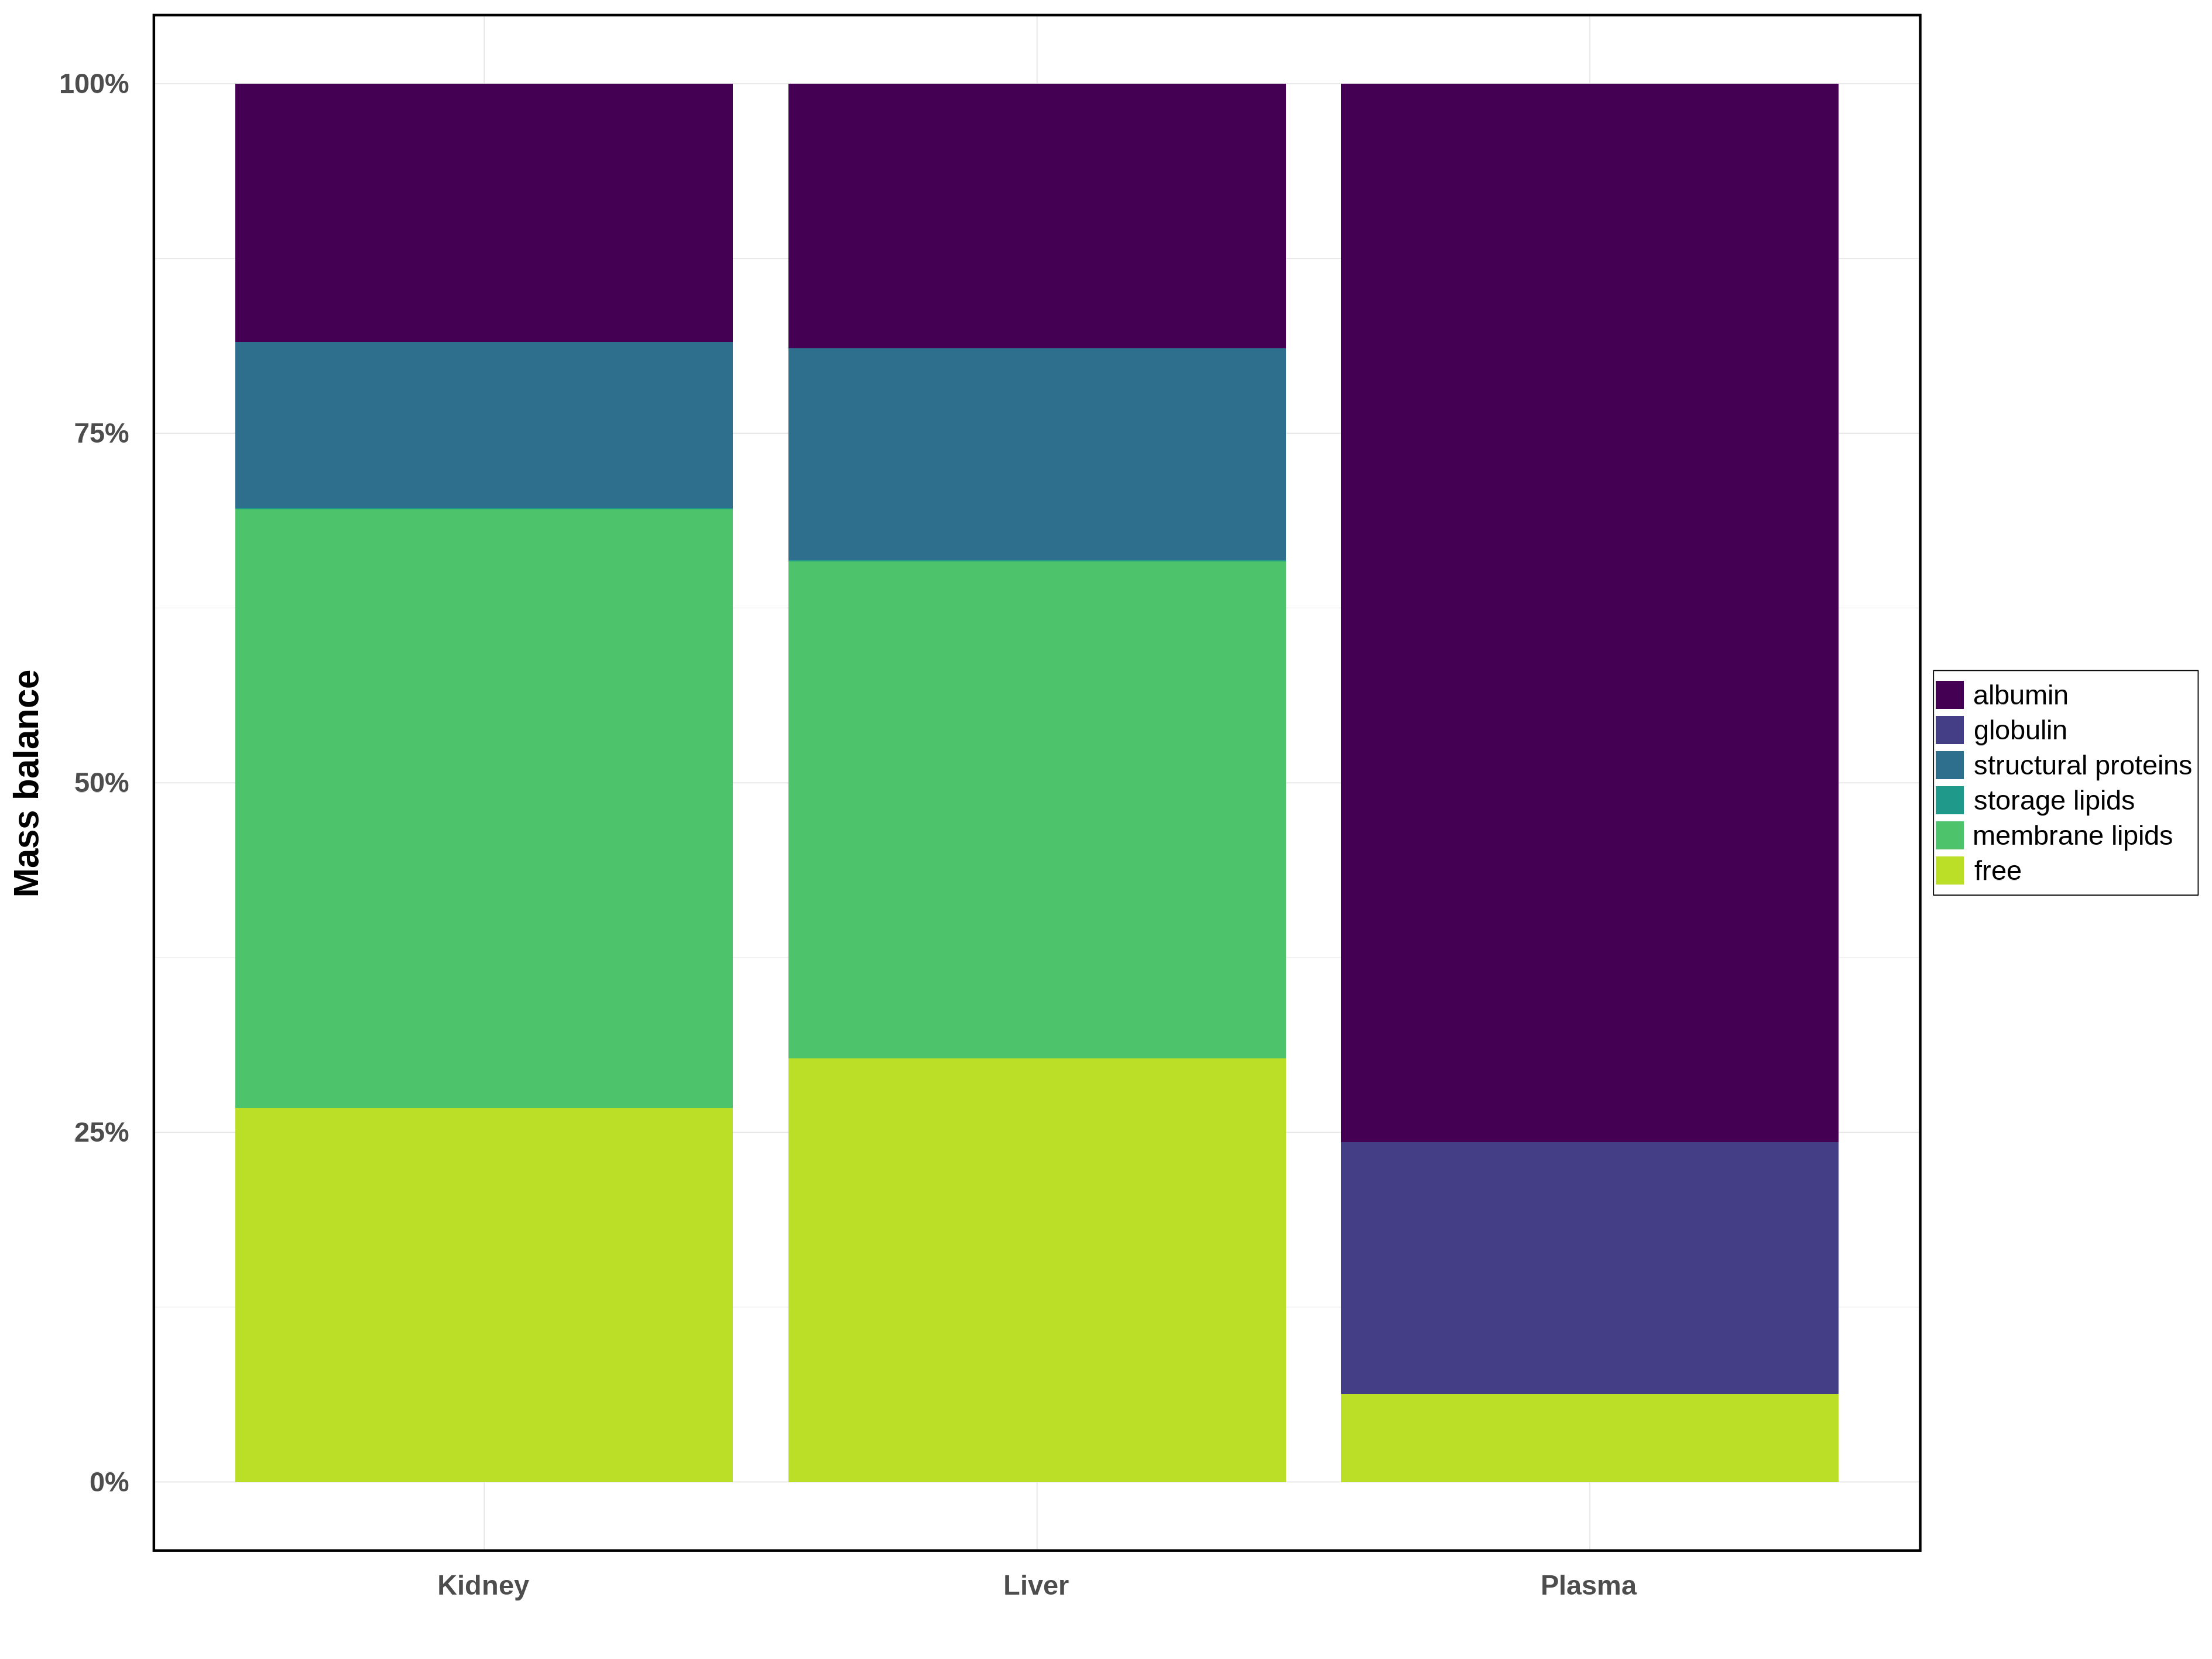 Mass balance
100%
75%
50%
25%
0%
Kidney
Liver
Plasma
albumin
globulin
structural proteins
storage lipids
membrane lipids
free